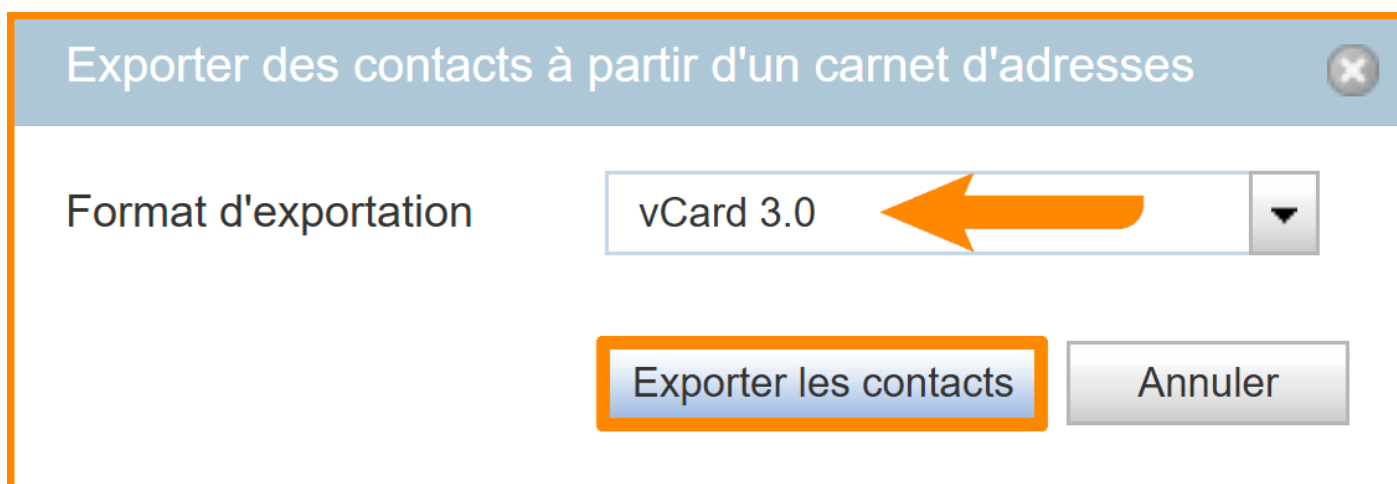 Exporter des contacts à partir d'un carnet d'adresses
Format d'exportation
vCard 3.0
Exporter les contacts
Annuler